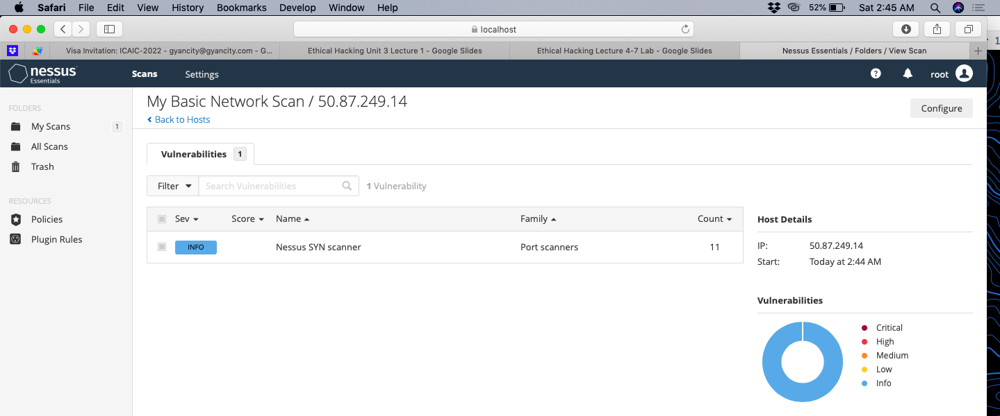 Safari File Edit View History Bookmarks Develop Window Help 52% Sat 2:45 AM
localhost
Visa Invitation: ICAIC-2022 - gyancity@gyancity.com - G... Ethical Hacking Unit 3 Lecture 1 - Google Slides Ethical Hacking Lecture 4-7 Lab - Google Slides Nessus Essentials / Folders / View Scan
nessus Essentials Scans Settings root
FOLDERS
My Scans 1
All Scans
Trash
RESOURCES
Policies
Plugin Rules
My Basic Network Scan / 50.87.249.14
Configure
Back to Hosts
Vulnerabilities 1
Filter Search Vulnerabilities 1 Vulnerability
Sev Score Name Family Count
INFO Nessus SYN scanner Port scanners 11
Host Details
IP: 50.87.249.14
Start: Today at 2:44 AM
Vulnerabilities
Critical
High
Medium
Low
Info